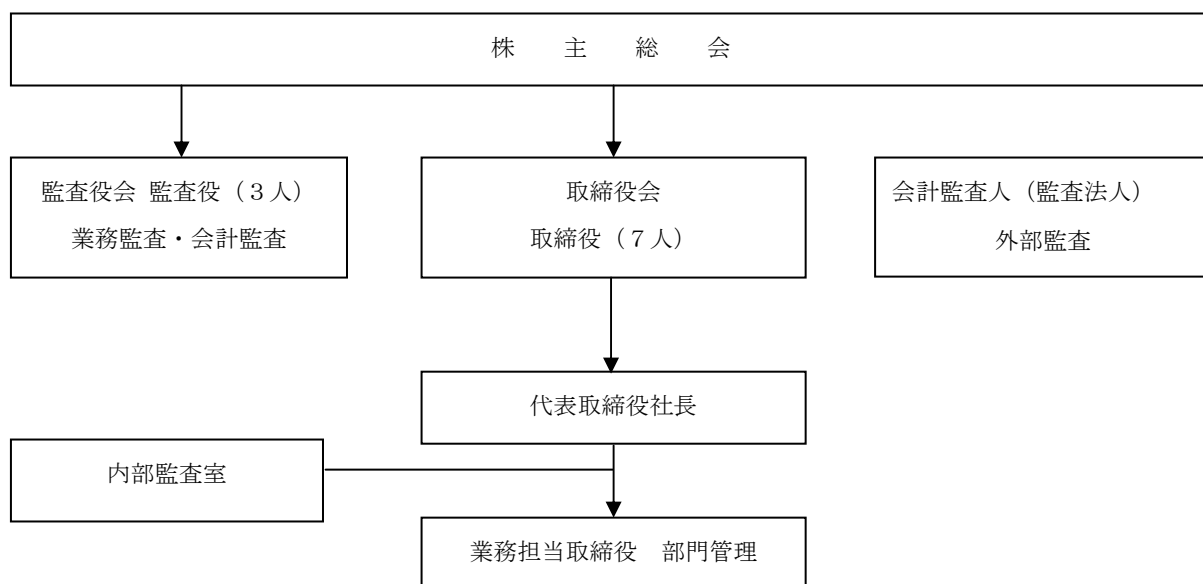 株　主　総　会
監査役会 監査役（３人）
業務監査・会計監査
取締役会
取締役（７人）
会計監査人（監査法人）
外部監査
代表取締役社長
内部監査室
業務担当取締役　部門管理